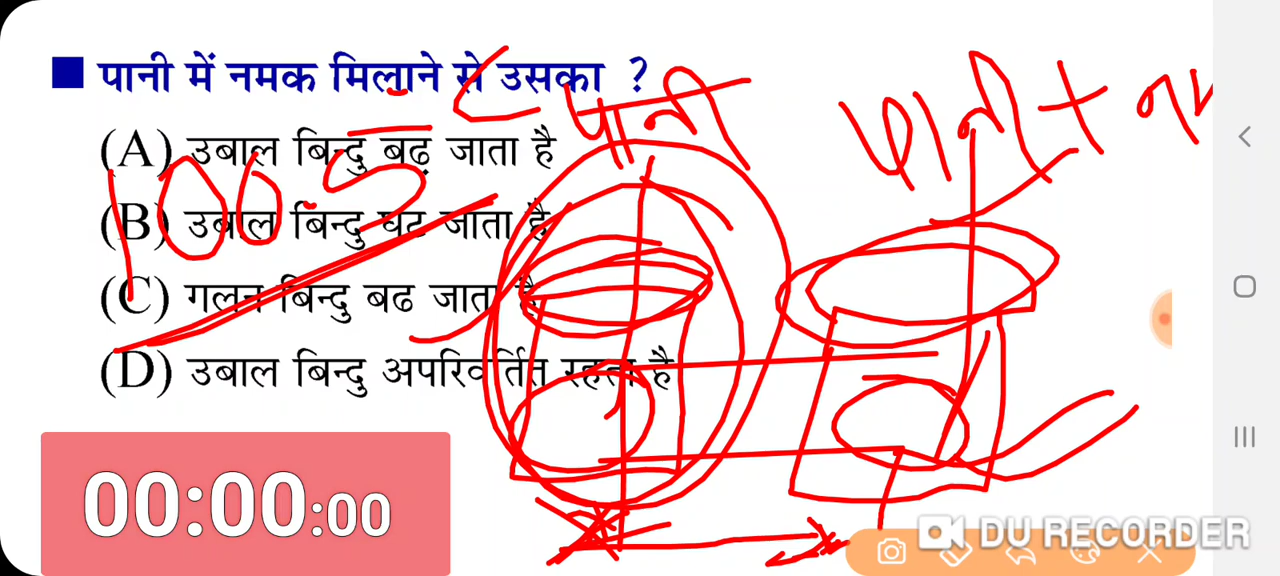 ■ पानी में नमक मिलाने से उसका ?
(A) उबाल बिन्दु बढ़ जाता है
(B) उबाल बिन्दु घट जाता है
(C) गलन बिन्दु बढ जाता है
(D) उबाल बिन्दु अपरिवर्तित रहता है
पानी
पानी +
100
00:00:00
DU RECORDER